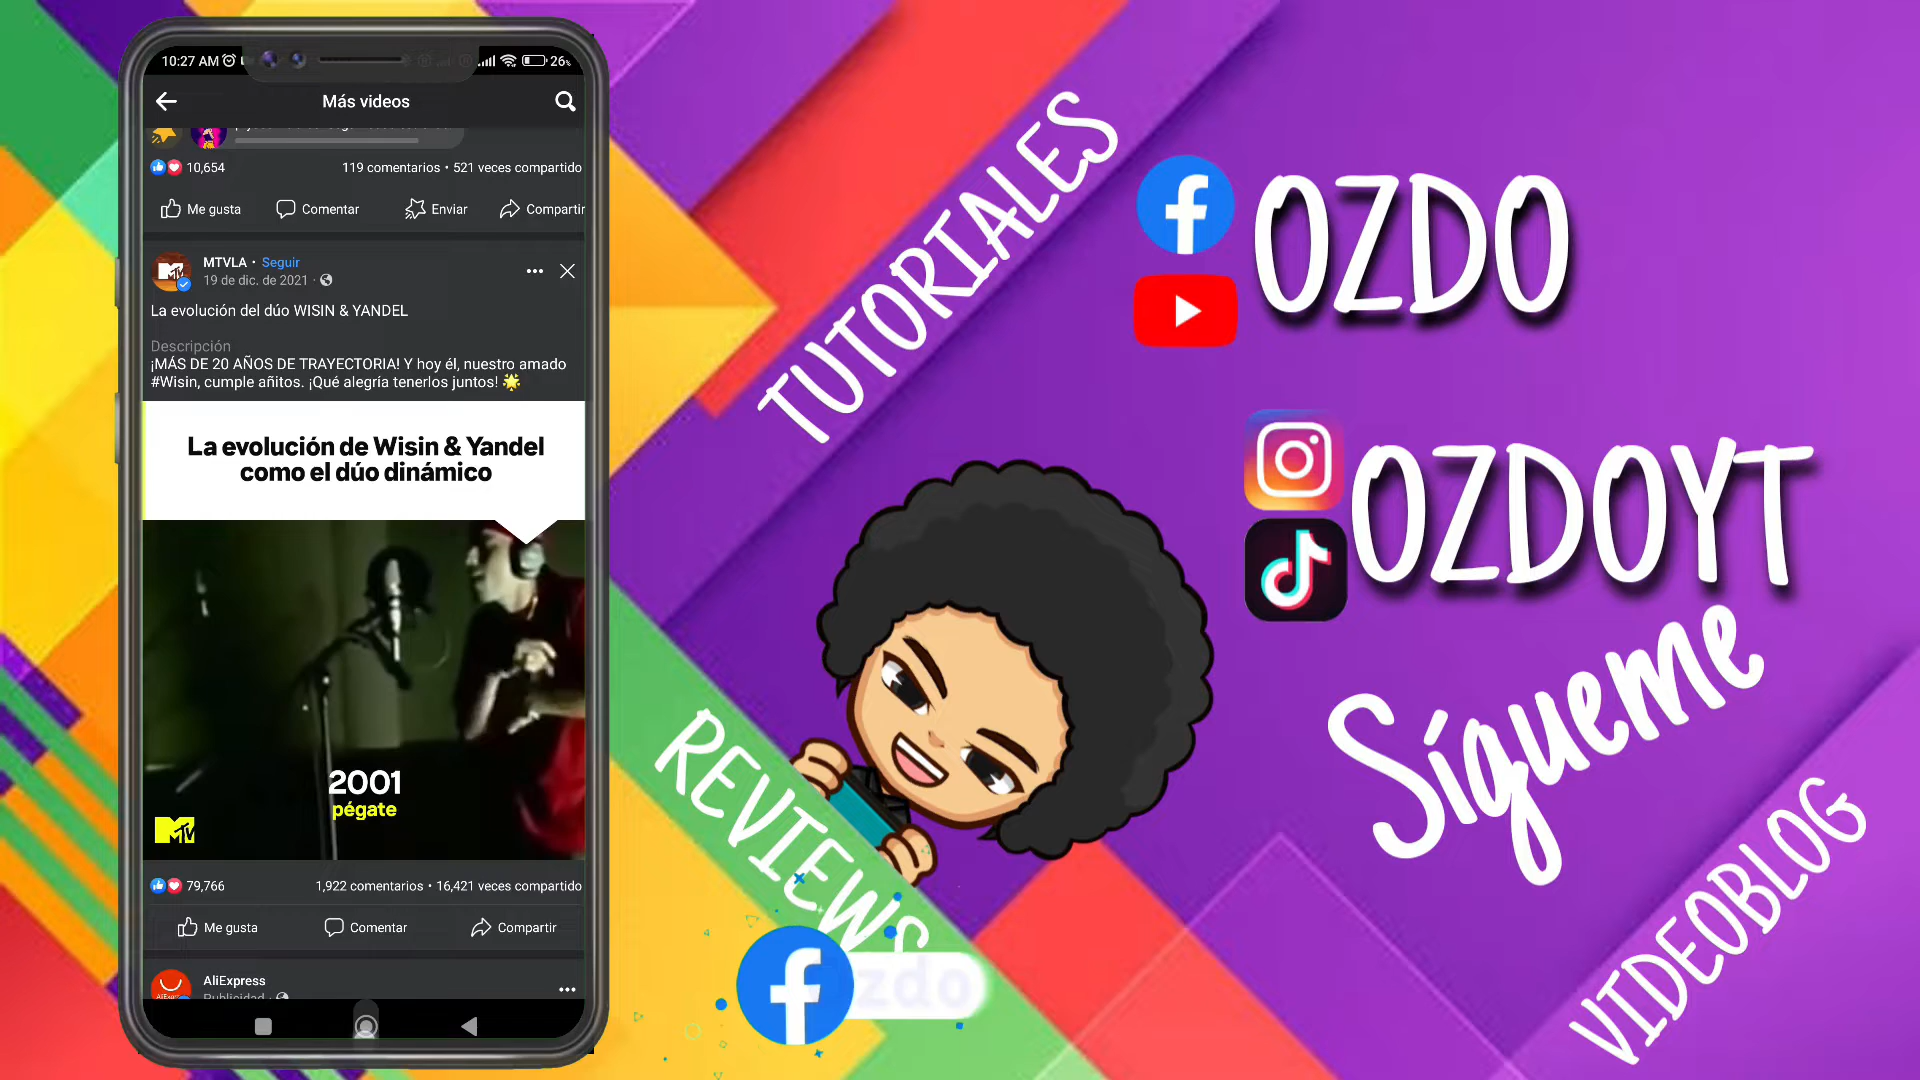 10:27 AM
26%
Más videos
10,654
119 comentarios • 521 veces compartido
Me gusta
Comentar
Enviar
Compartir
MTVLA • Seguir
19 de dic. de 2021
La evolución del dúo WISIN & YANDEL
Descripción
¡MÁS DE 20 AÑOS DE TRAYECTORIA! Y hoy él, nuestro amado
#Wisin, cumple añitos. ¡Qué alegría tenerlos juntos! 🌟
La evolución de Wisin & Yandel
como el dúo dinámico
2001
pégate
MTV
79,766
1,922 comentarios • 16,421 veces compartido
Me gusta
Comentar
Compartir
AliExpress
Publicidad
TUTORIALES
OZDO
OZDOYT
Sígueme
REVIEWS
VIDEOBLOG
Ozdo